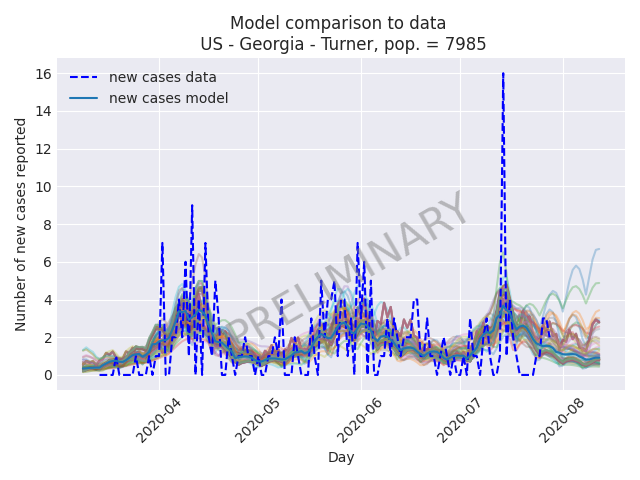 Model comparison to data
US - Georgia - Turner, pop. = 7985
new cases data
new cases model
PRELIMINARY
Number of new cases reported
16
14
12
10
8
6
4
2
0
2020-04
2020-05
2020-06
2020-07
2020-08
Day